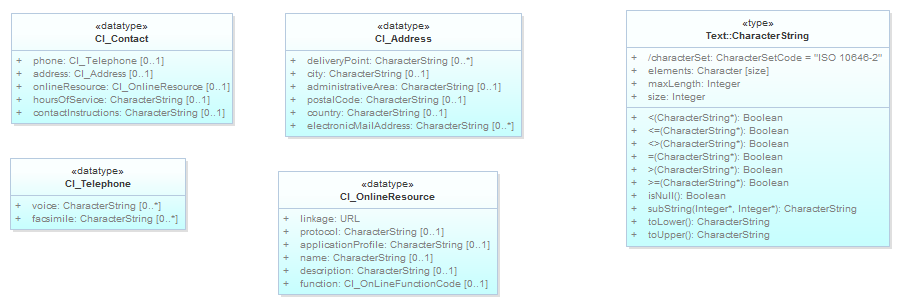 «datatype»
CI_Contact
+ phone: CI_Telephone [0..1]
+ address: CI_Address [0..1]
+ onlineResource: CI_OnlineResource [0..1]
+ hoursOfService: CharacterString [0..1]
+ contactInstructions: CharacterString [0..1]
«datatype»
CI_Address
+ deliveryPoint: CharacterString [0..*]
+ city: CharacterString [0..1]
+ administrativeArea: CharacterString [0..1]
+ postalCode: CharacterString [0..1]
+ country: CharacterString [0..1]
+ electronicMailAddress: CharacterString [0..*]
«type»
Text::CharacterString
+ /characterSet: CharacterSetCode = "ISO 10646-2"
+ elements: Character [size]
+ maxLength: Integer
+ size: Integer
+ <(CharacterString*): Boolean
+ <=(CharacterString*): Boolean
+ <>(CharacterString*): Boolean
+ =(CharacterString*): Boolean
+ >(CharacterString*): Boolean
+ >=(CharacterString*): Boolean
+ isNull(): Boolean
+ subString(Integer*, Integer*): CharacterString
+ toLower(): CharacterString
+ toUpper(): CharacterString
«datatype»
CI_Telephone
+ voice: CharacterString [0..*]
+ facsimile: CharacterString [0..*]
«datatype»
CI_OnlineResource
+ linkage: URL
+ protocol: CharacterString [0..1]
+ applicationProfile: CharacterString [0..1]
+ name: CharacterString [0..1]
+ description: CharacterString [0..1]
+ function: CI_OnLineFunctionCode [0..1]